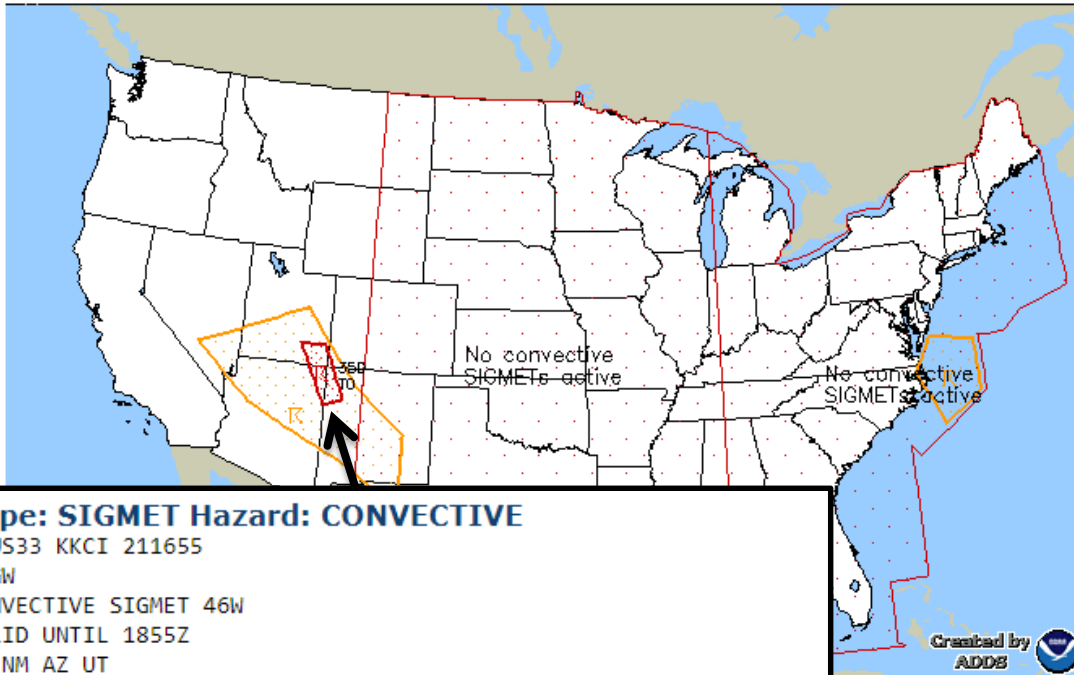 No convective
SIGMETs active
No convective
SIGMETs active
TO
pe: SIGMET Hazard: CONVECTIVE
S33 KKCI 211655
W
VECTIVE SIGMET 46W
ID UNTIL 1855Z
NM AZ UT
Created by
ADDS